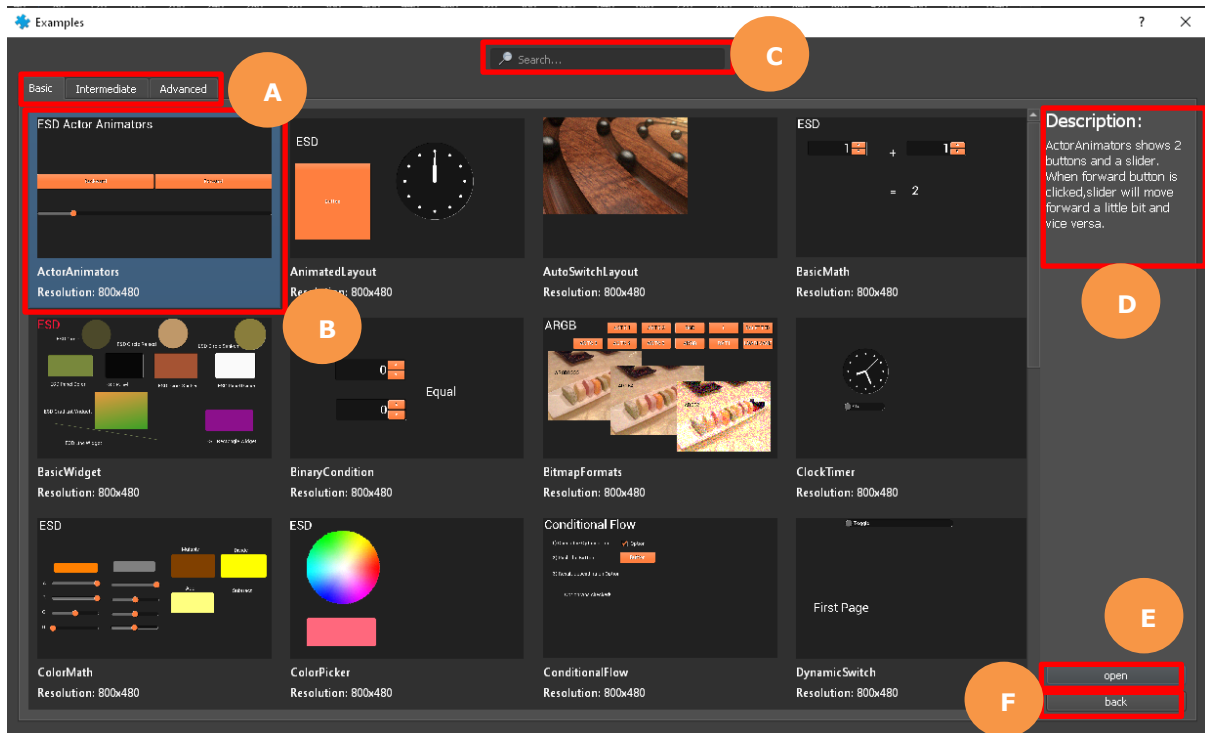 Examples
?
Search...
C
A
Basic
Intermediate
Advanced
ESD Actor Animators
ActorAnimators
Resolution: 800x480
ESD
AnimatedLayout
Resolution: 800x480
AutoSwitchLayout
Resolution: 800x480
ESD
1
+
1
= 2
BasicMath
Resolution: 800x480
Description:
ActorAnimators shows 2
buttons and a slider.
When forward button is
clicked,slider will move
forward a little bit and
vice versa.
D
B
ESD
BasicWidget
Resolution: 800x480
0
0
Equal
BinaryCondition
Resolution: 800x480
ARGB
BitmapFormats
Resolution: 800x480
ClockTimer
Resolution: 800x480
ESD
ColorMath
Resolution: 800x480
ESD
ColorPicker
Resolution: 800x480
Conditional Flow
ConditionalFlow
Resolution: 800x480
Toggle
First Page
DynamicSwitch
Resolution: 800x480
E
open
F
back